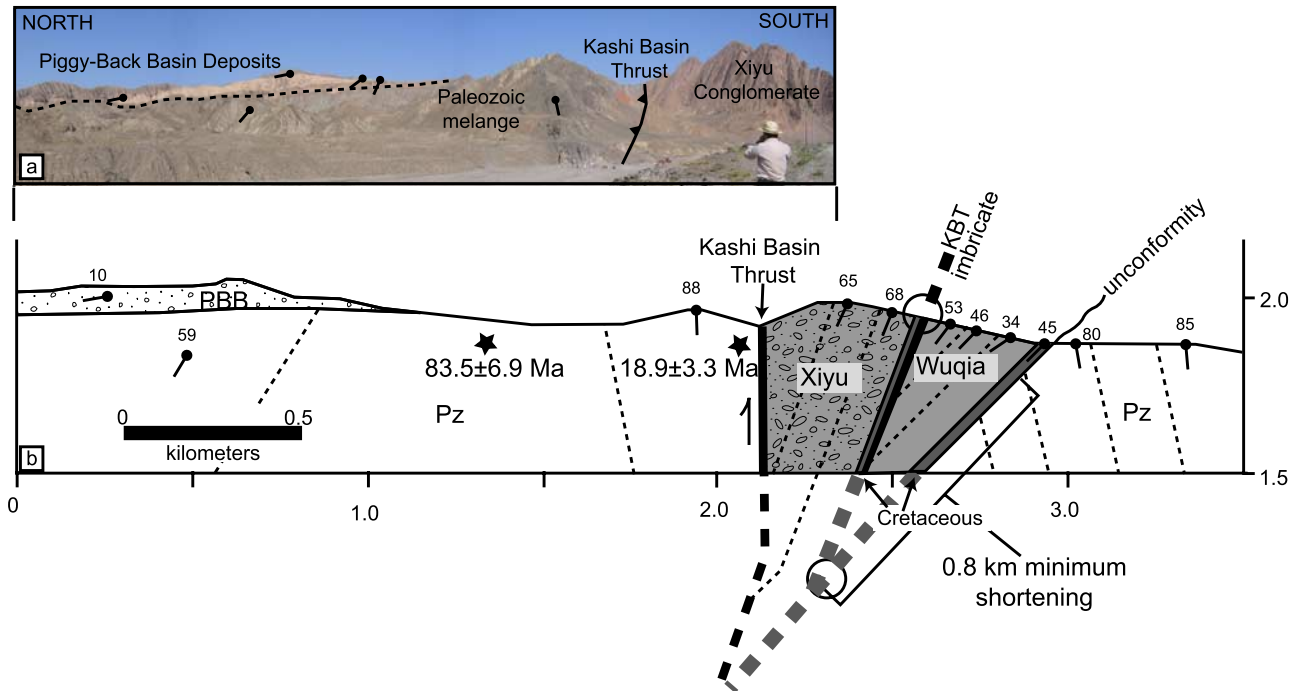 NORTH
SOUTH
Piggy-Back Basin Deposits
Kashi Basin
Thrust
Xiyu
Conglomerate
Paleozoic
melange
a
KBT
imbricate
unconformity
Kashi Basin
Thrust
10
PBB
59
88
65
68
53
46
34
45
80
85
2.0
83.5±6.9 Ma
18.9±3.3 Ma
Xiyu
Wuqia
Pz
Pz
0
0.5
kilometers
b
1.5
0
1.0
2.0
3.0
Cretaceous
0.8 km minimum
shortening